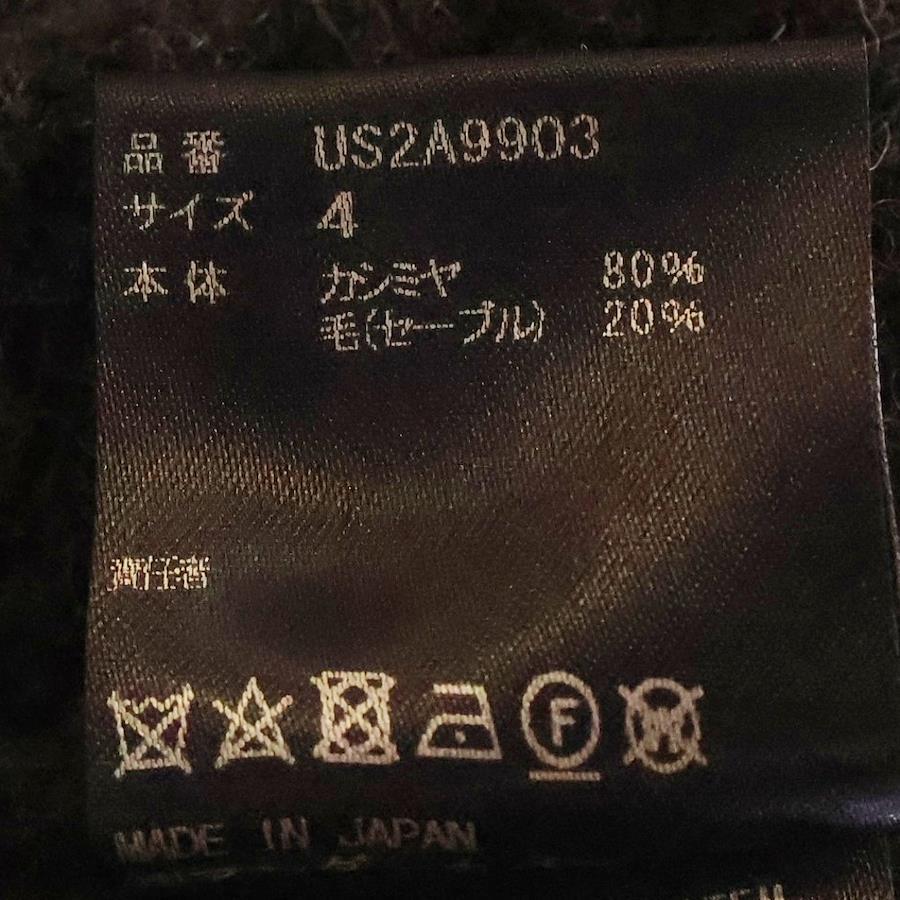 品番 US2A9903
サイズ 4
本体 カシミヤ 80%
毛(セーブル) 20%
F
W
MADE IN JAPAN